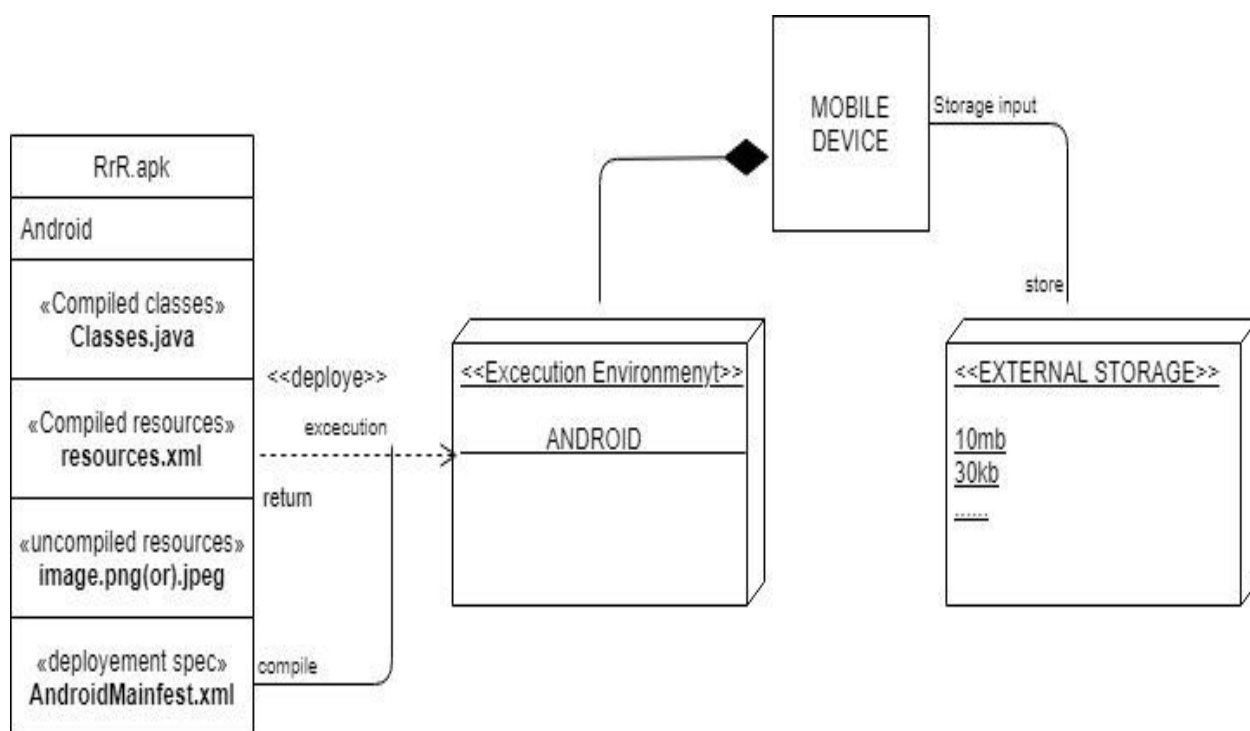 RrR.apk
Android
«Compiled classes»
Classes.java
«Compiled resources»
resources.xml
«uncompiled resources»
image.png(or).jpeg
«deployement spec»
AndroidMainfest.xml
<<deploye>>
excecution
return
compile
<<Excecution Environmenyt>>
ANDROID
MOBILE
DEVICE
Storage input
store
<<EXTERNAL STORAGE>>
10mb
30kb
......